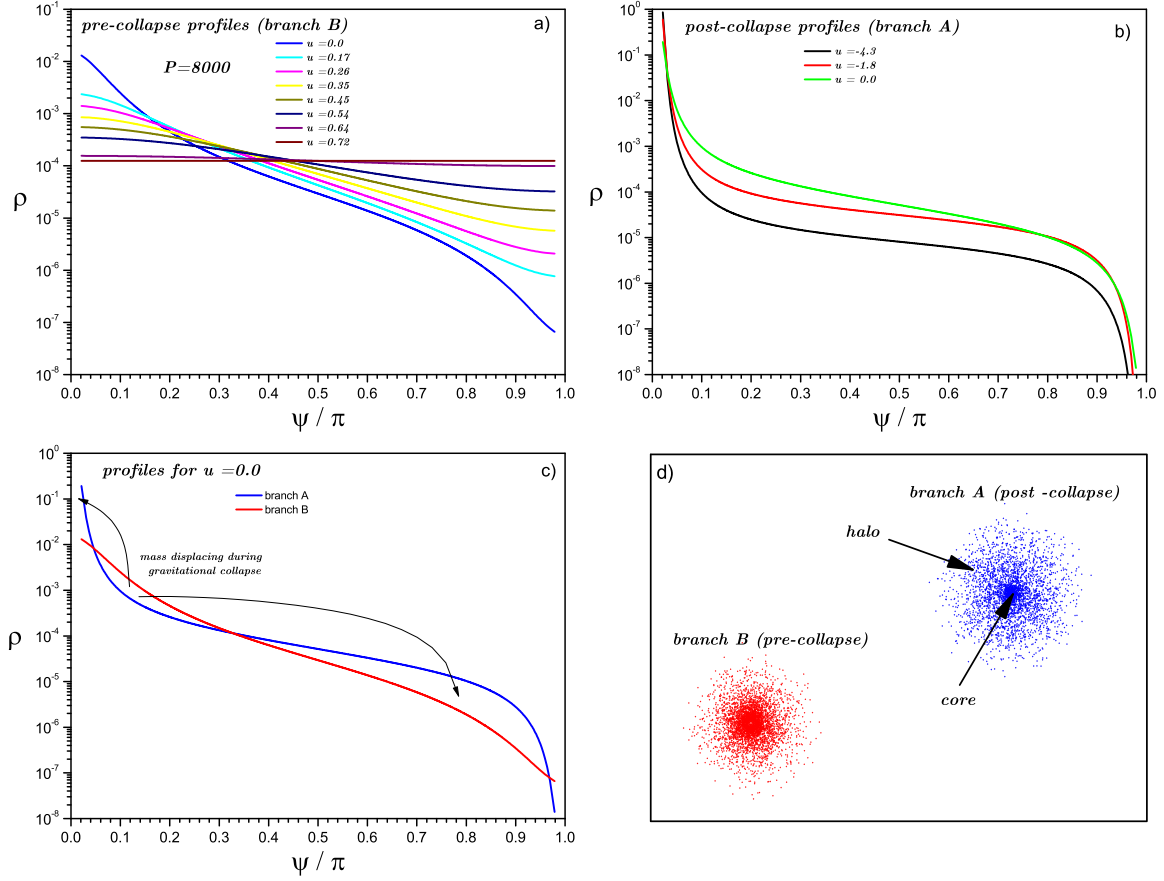 pre-collapse profiles (branch B)
a)
P=8000
u =0.0
u =0.17
u =0.26
u =0.35
u =0.45
u =0.54
u =0.64
u =0.72
10^-1
10^-2
10^-3
10^-4
10^-5
10^-6
10^-7
10^-8
ρ
0.0 0.1 0.2 0.3 0.4 0.5 0.6 0.7 0.8 0.9 1.0
ψ / π
post-collapse profiles (branch A)
b)
u =-4.3
u =-1.8
u = 0.0
10^0
10^-1
10^-2
10^-3
10^-4
10^-5
10^-6
10^-7
10^-8
ρ
0.0 0.1 0.2 0.3 0.4 0.5 0.6 0.7 0.8 0.9 1.0
ψ / π
profiles for u =0.0
c)
branch A
branch B
mass displacing during
gravitational collapse
10^0
10^-1
10^-2
10^-3
10^-4
10^-5
10^-6
10^-7
10^-8
ρ
0.0 0.1 0.2 0.3 0.4 0.5 0.6 0.7 0.8 0.9 1.0
ψ / π
d)
branch A (post -collapse)
halo
branch B (pre-collapse)
core